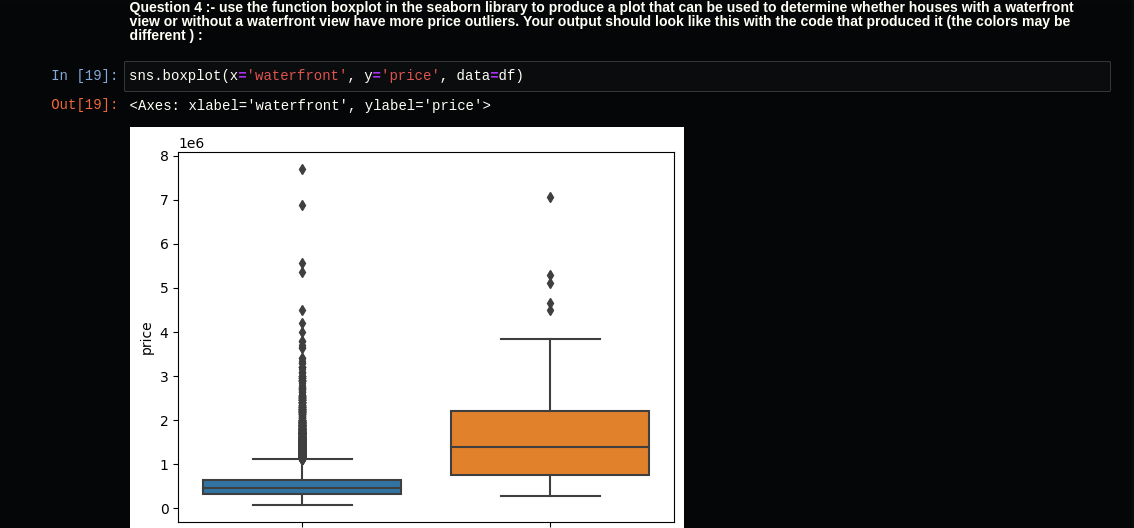 Question 4 :- use the function boxplot in the seaborn library to produce a plot that can be used to determine whether houses with a waterfront
view or without a waterfront view have more price outliers. Your output should look like this with the code that produced it (the colors may be
different ) :
In [19]: sns.boxplot(x='waterfront', y='price', data=df)
Out[19]: <Axes: xlabel='waterfront', ylabel='price'>
1e6
8
7
6
5
4
3
2
1
0
price